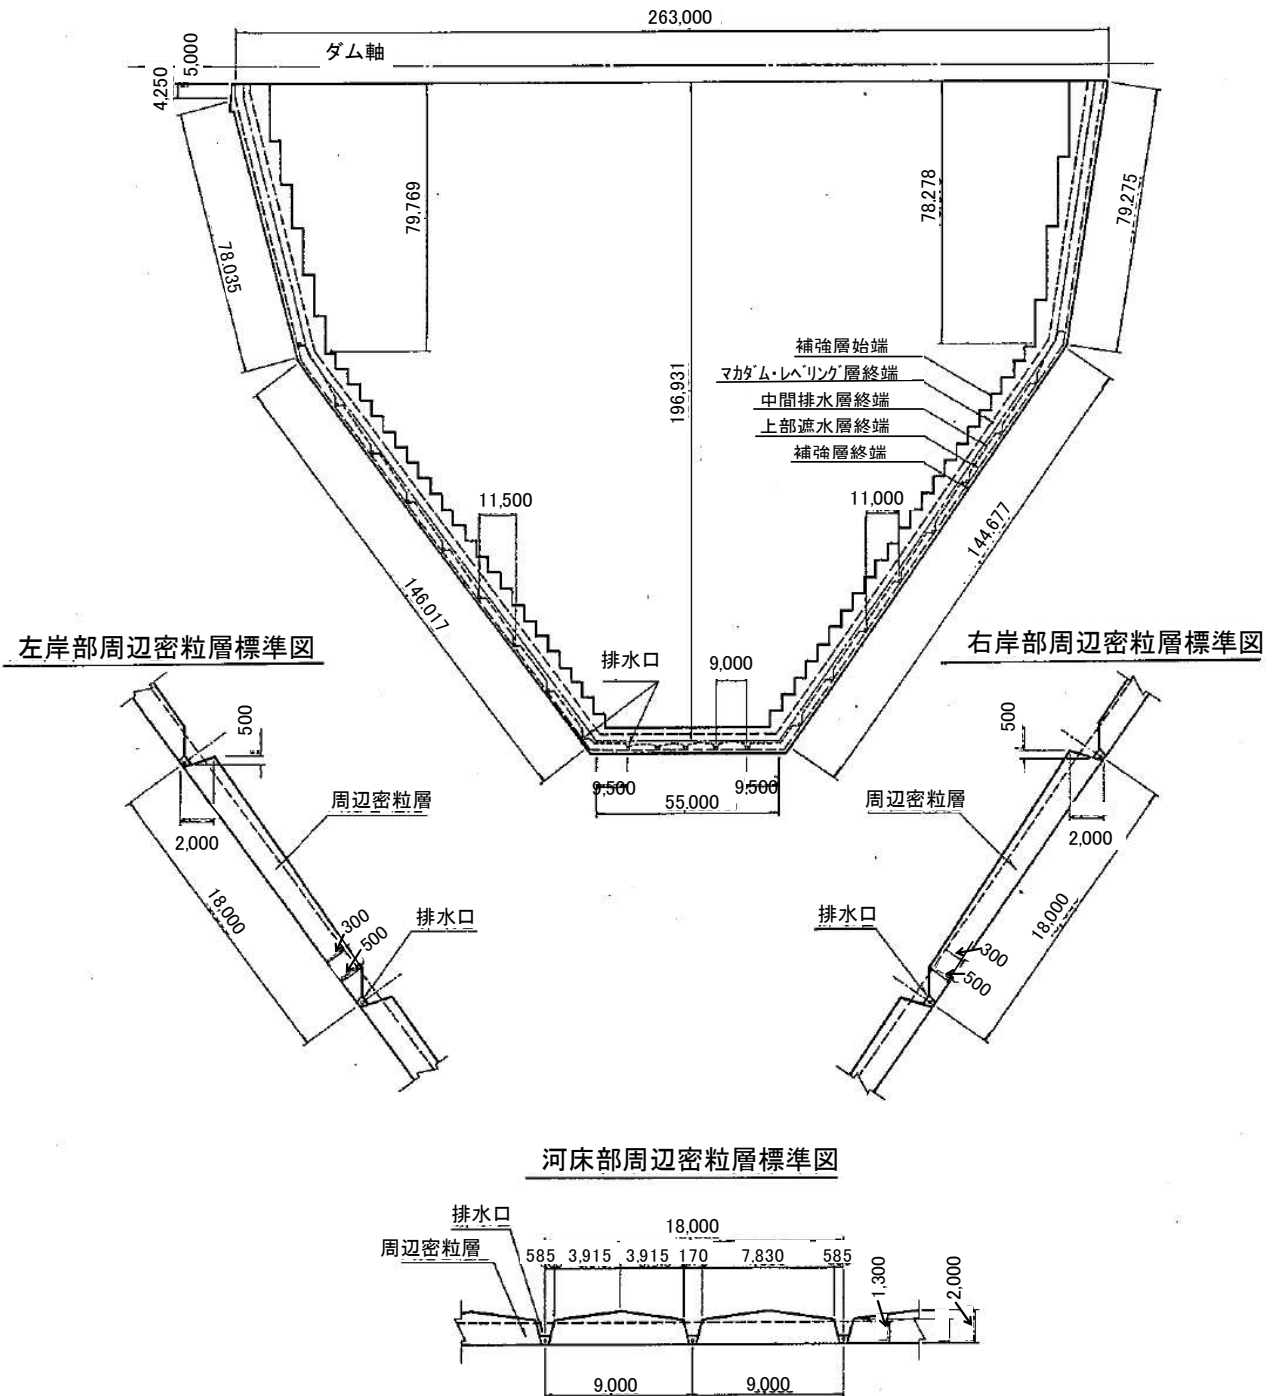 263,000
ダム軸
5,000
4,250
79.769
78.278
79.275
78.035
196.931
補強層始端
マカダム・レベリング層終端
中間排水層終端
上部遮水層終端
補強層終端
11,500
11,000
144.677
146.017
左岸部周辺密粒層標準図
右岸部周辺密粒層標準図
排水口
9,000
500
500
9,500
9,500
55,000
周辺密粒層
周辺密粒層
2,000
2,000
18,000
18,000
排水口
排水口
300
500
300
500
河床部周辺密粒層標準図
排水口
18,000
周辺密粒層
585
3,915
3,915
170
7,830
585
1,300
2,000
9,000
9,000